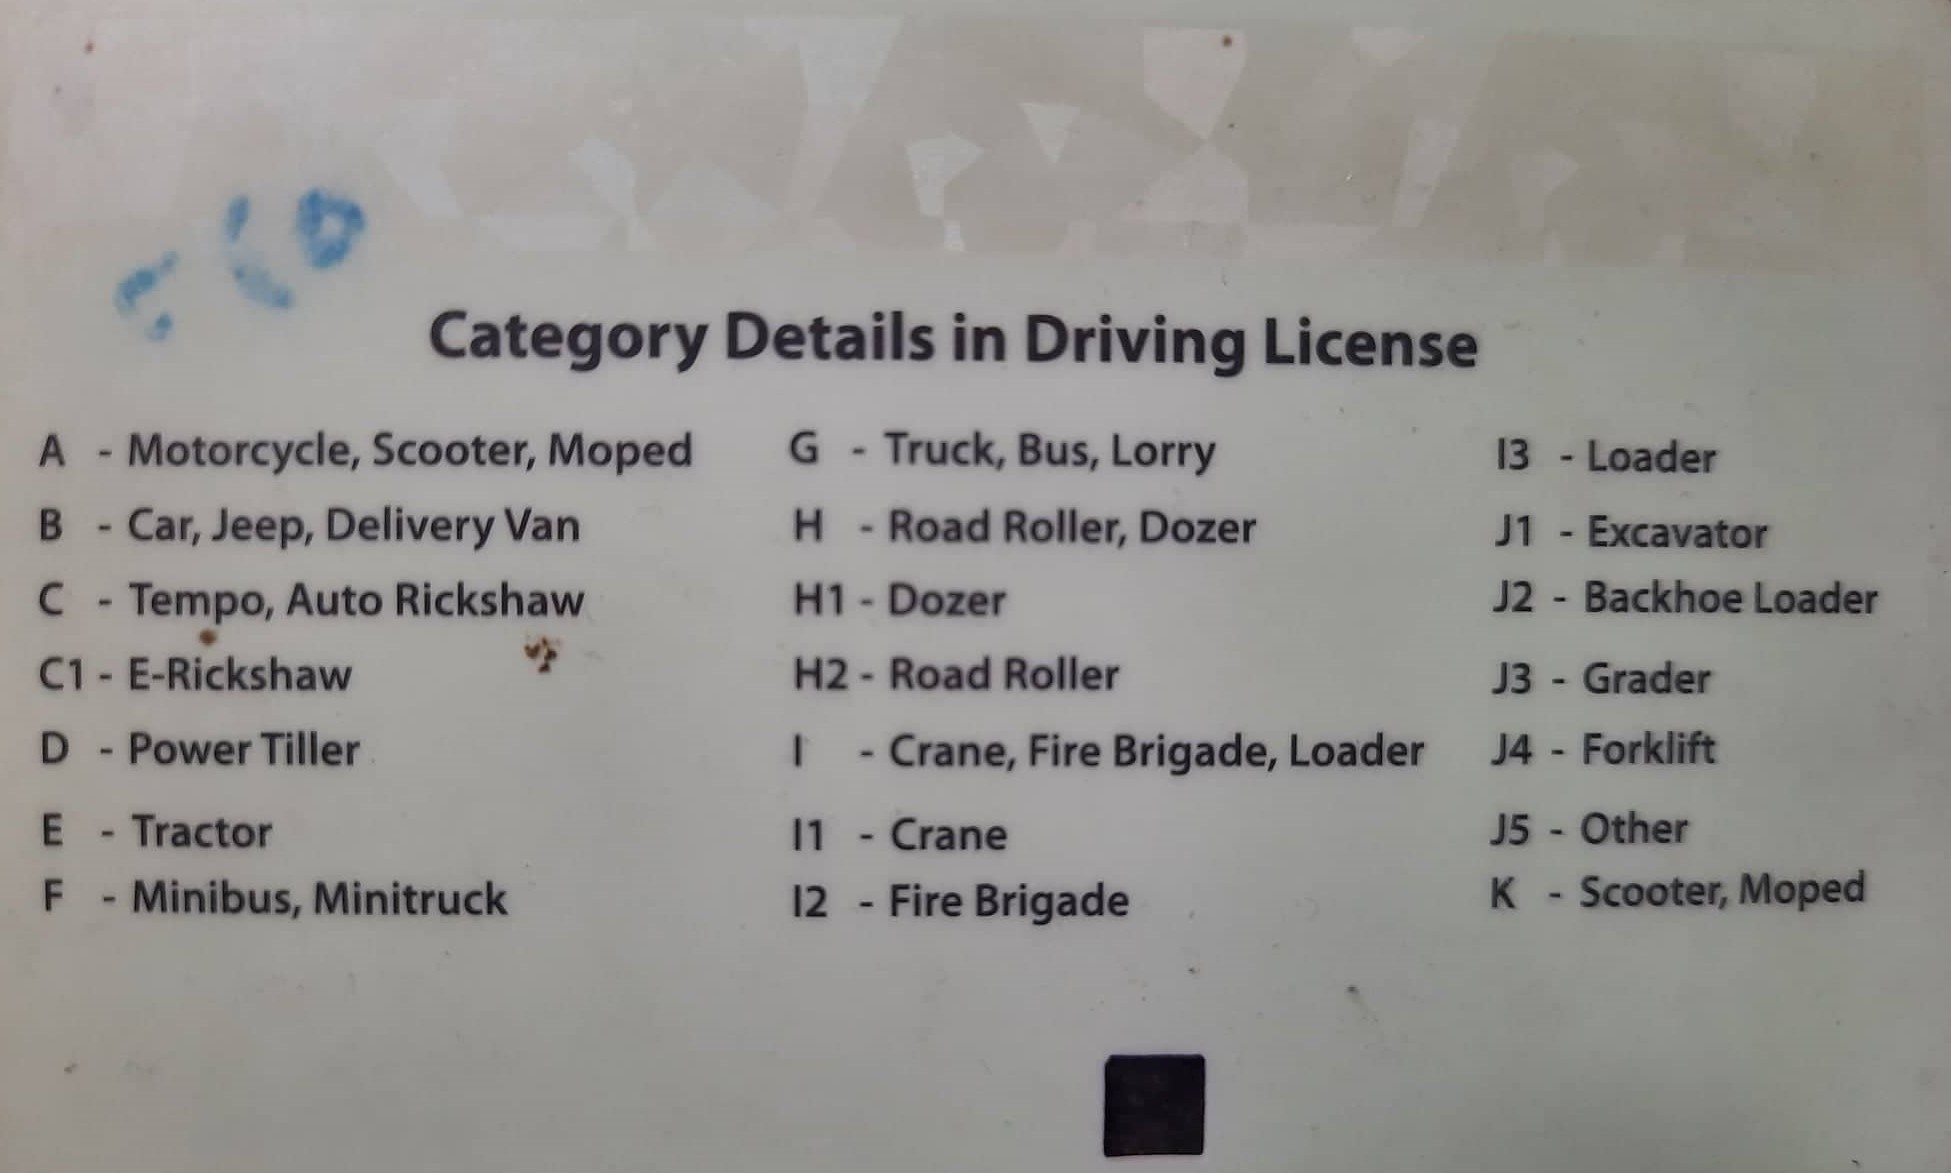 Category Details in Driving License
A - Motorcycle, Scooter, Moped
B - Car, Jeep, Delivery Van
C - Tempo, Auto Rickshaw
C1 - E-Rickshaw
D - Power Tiller
E - Tractor
F - Minibus, Minitruck
G - Truck, Bus, Lorry
H - Road Roller, Dozer
H1 - Dozer
H2 - Road Roller
I - Crane, Fire Brigade, Loader
I1 - Crane
I2 - Fire Brigade
I3 - Loader
J1 - Excavator
J2 - Backhoe Loader
J3 - Grader
J4 - Forklift
J5 - Other
K - Scooter, Moped